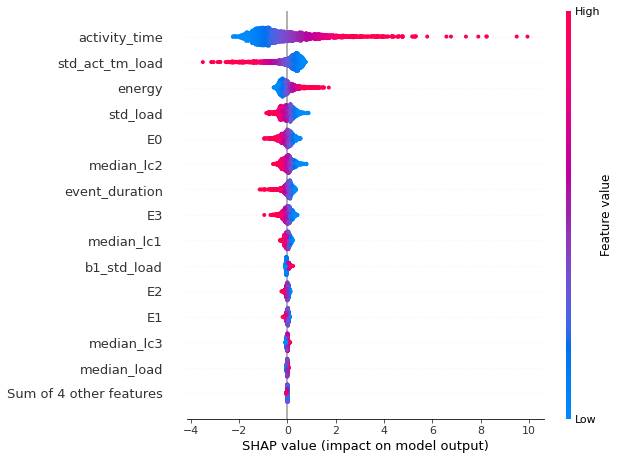 High
activity_time
std_act_tm_load
energy
std_load
E0
median_lc2
event_duration
E3
median_lc1
b1_std_load
E2
E1
median_lc3
median_load
Sum of 4 other features
Feature value
Low
−4 −2 0 2 4 6 8 10
SHAP value (impact on model output)